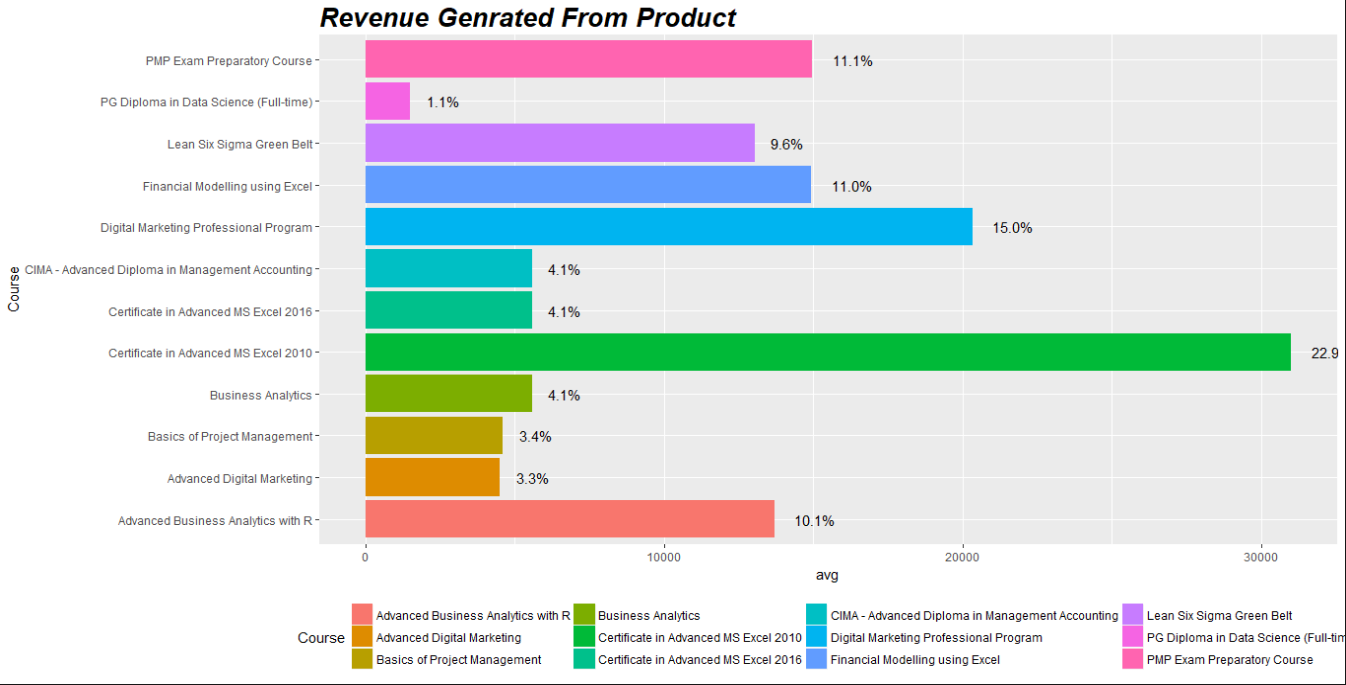 Revenue Genrated From Product
PMP Exam Preparatory Course
11.1%
PG Diploma in Data Science (Full-time)
1.1%
Lean Six Sigma Green Belt
9.6%
Financial Modelling using Excel
11.0%
Digital Marketing Professional Program
15.0%
CIMA - Advanced Diploma in Management Accounting
4.1%
Certificate in Advanced MS Excel 2016
4.1%
Certificate in Advanced MS Excel 2010
22.9
Business Analytics
4.1%
Basics of Project Management
3.4%
Advanced Digital Marketing
3.3%
Advanced Business Analytics with R
10.1%
Course
0 10000 20000 30000
avg
Course
Advanced Business Analytics with R
Advanced Digital Marketing
Basics of Project Management
Business Analytics
Certificate in Advanced MS Excel 2010
Certificate in Advanced MS Excel 2016
CIMA - Advanced Diploma in Management Accounting
Digital Marketing Professional Program
Financial Modelling using Excel
Lean Six Sigma Green Belt
PG Diploma in Data Science (Full-tim
PMP Exam Preparatory Course